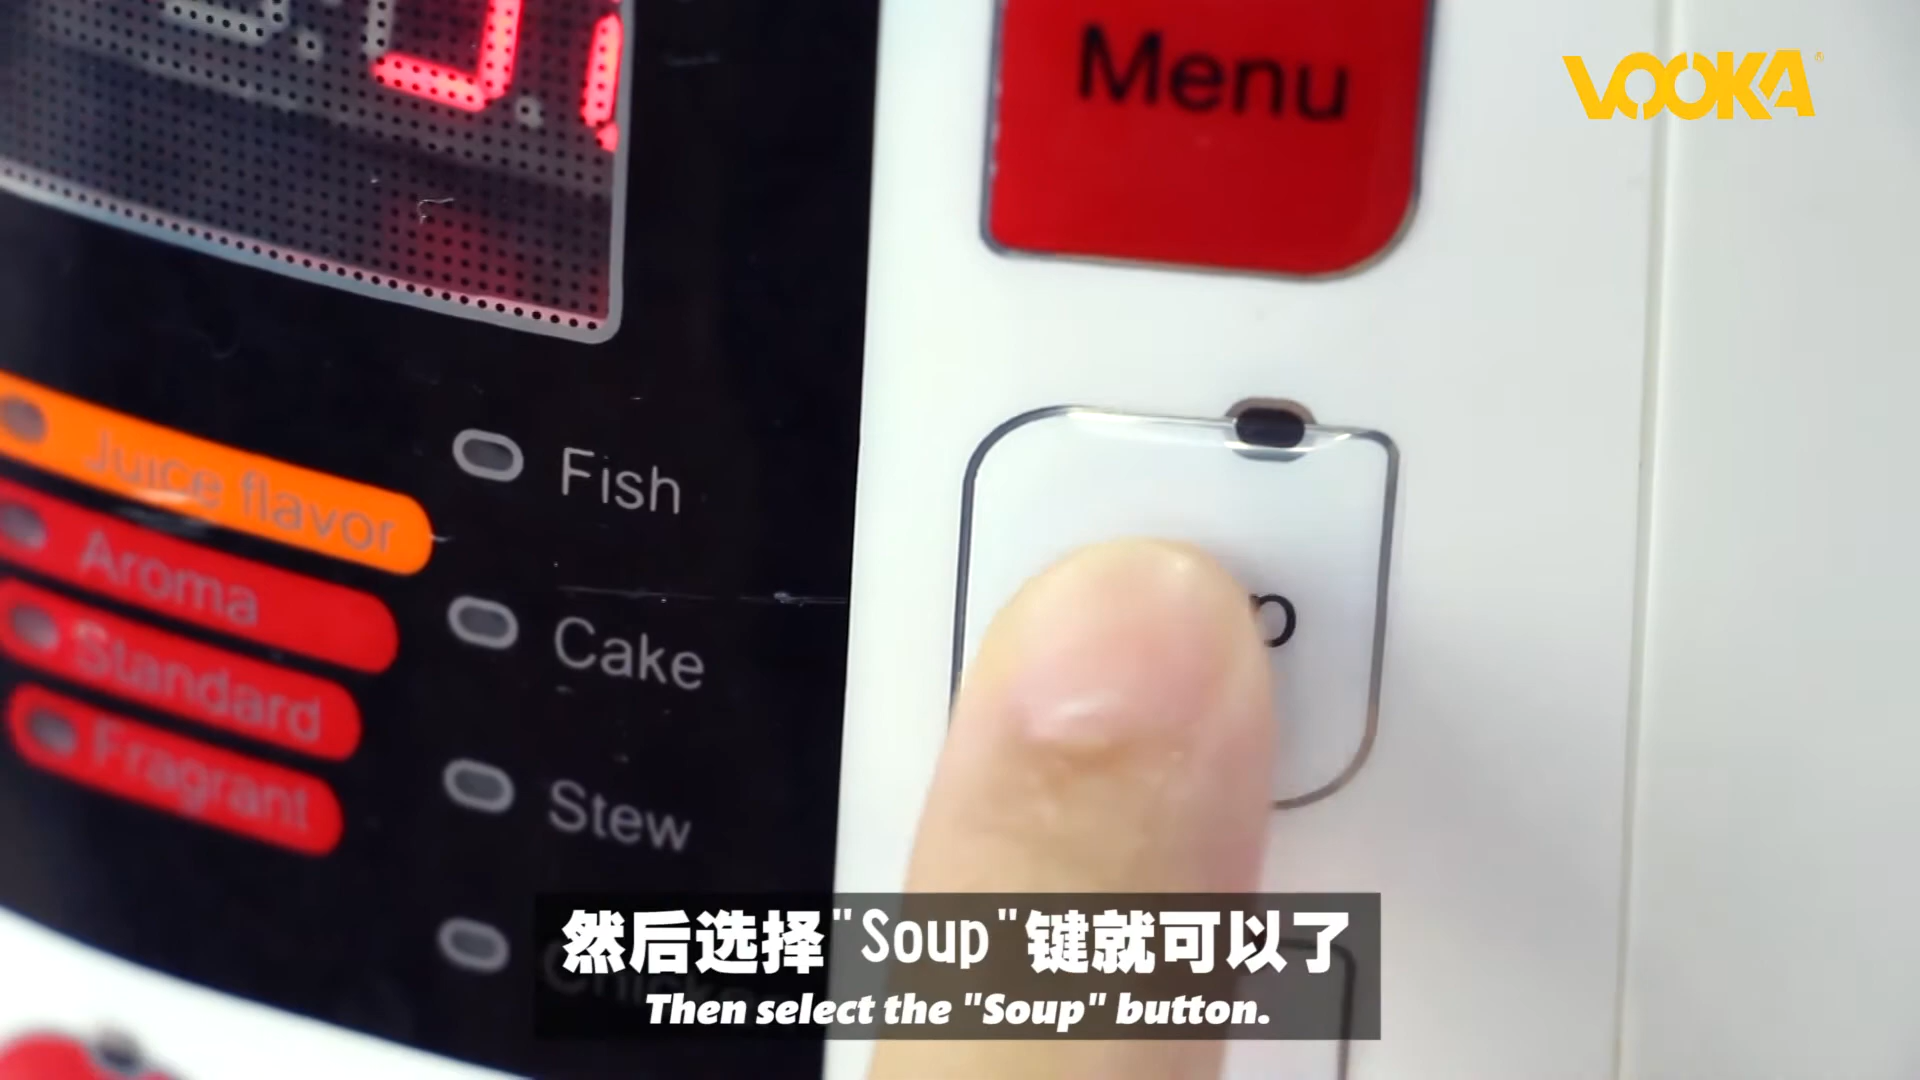 VOOKA®
Menu
Juice flavor
Aroma
Standard
Fragrant
Fish
Cake
Stew
p
然后选择"Soup"键就可以了
Then select the "Soup" button.